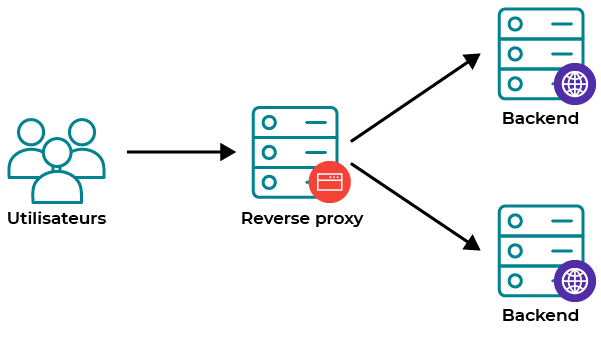 Backend
Utilisateurs
Reverse proxy
Backend